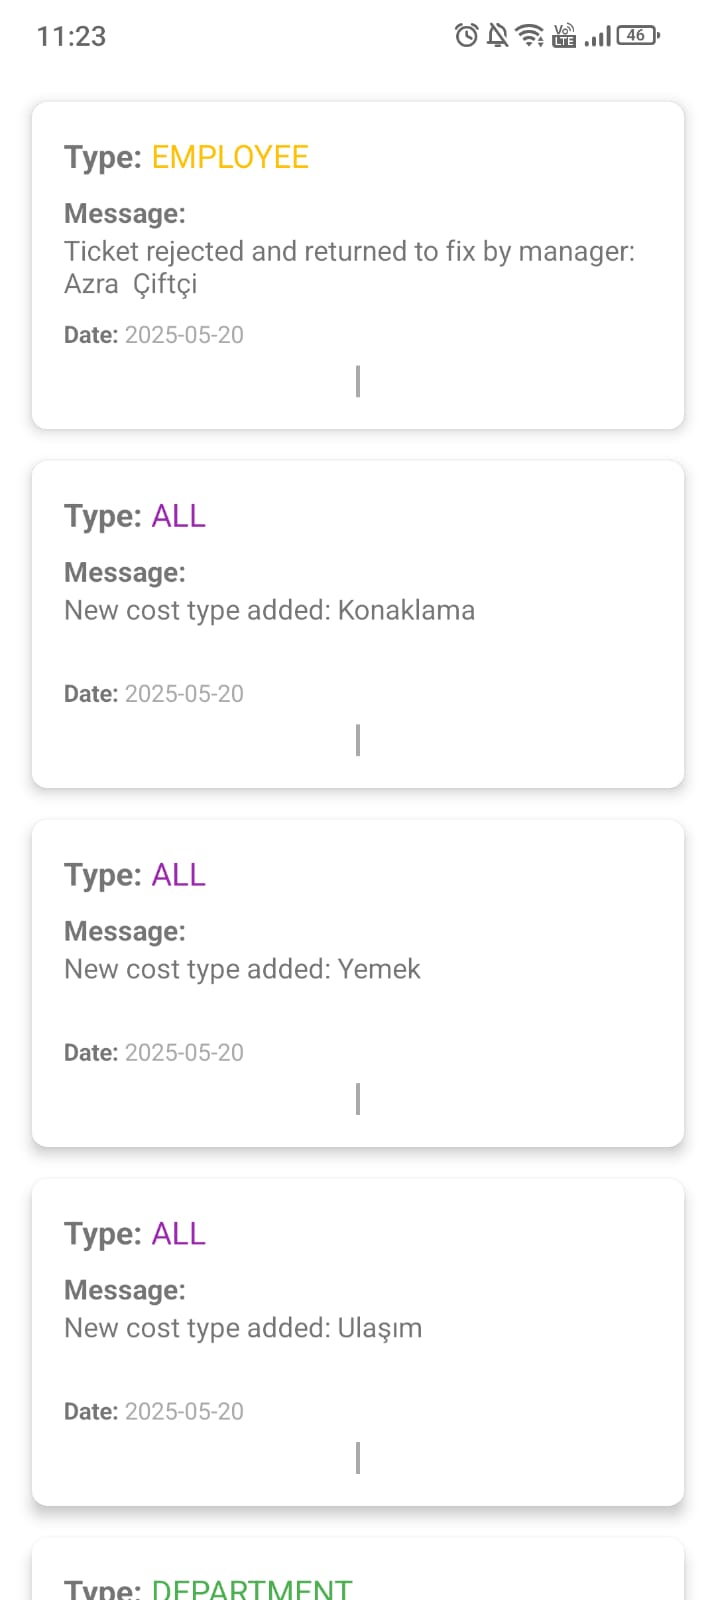 11:23
Vo)) LTE 46
Type: EMPLOYEE
Message:
Ticket rejected and returned to fix by manager:
Azra  Çiftçi
Date: 2025-05-20
Type: ALL
Message:
New cost type added: Konaklama
Date: 2025-05-20
Type: ALL
Message:
New cost type added: Yemek
Date: 2025-05-20
Type: ALL
Message:
New cost type added: Ulaşım
Date: 2025-05-20
Type: DEPARTMENT